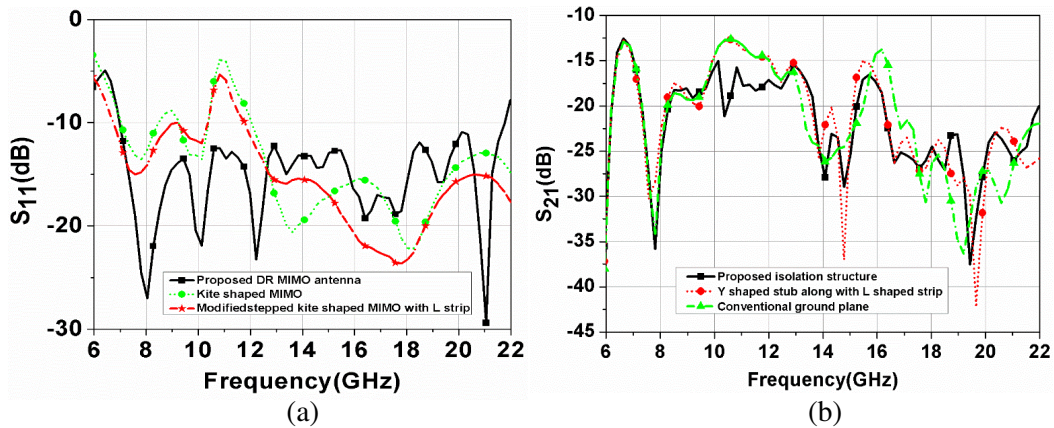 0
-10
-20
-30
S11(dB)
Proposed DR MIMO antenna
Kite shaped MIMO
Modifiedstepped kite shaped MIMO with L strip
6 8 10 12 14 16 18 20 22
Frequency(GHz)
(a)
-10
-15
-20
-25
-30
-35
-40
-45
S21(dB)
Proposed isolation structure
Y shaped stub along with L shaped strip
Conventional ground plane
6 8 10 12 14 16 18 20 22
Frequency(GHz)
(b)